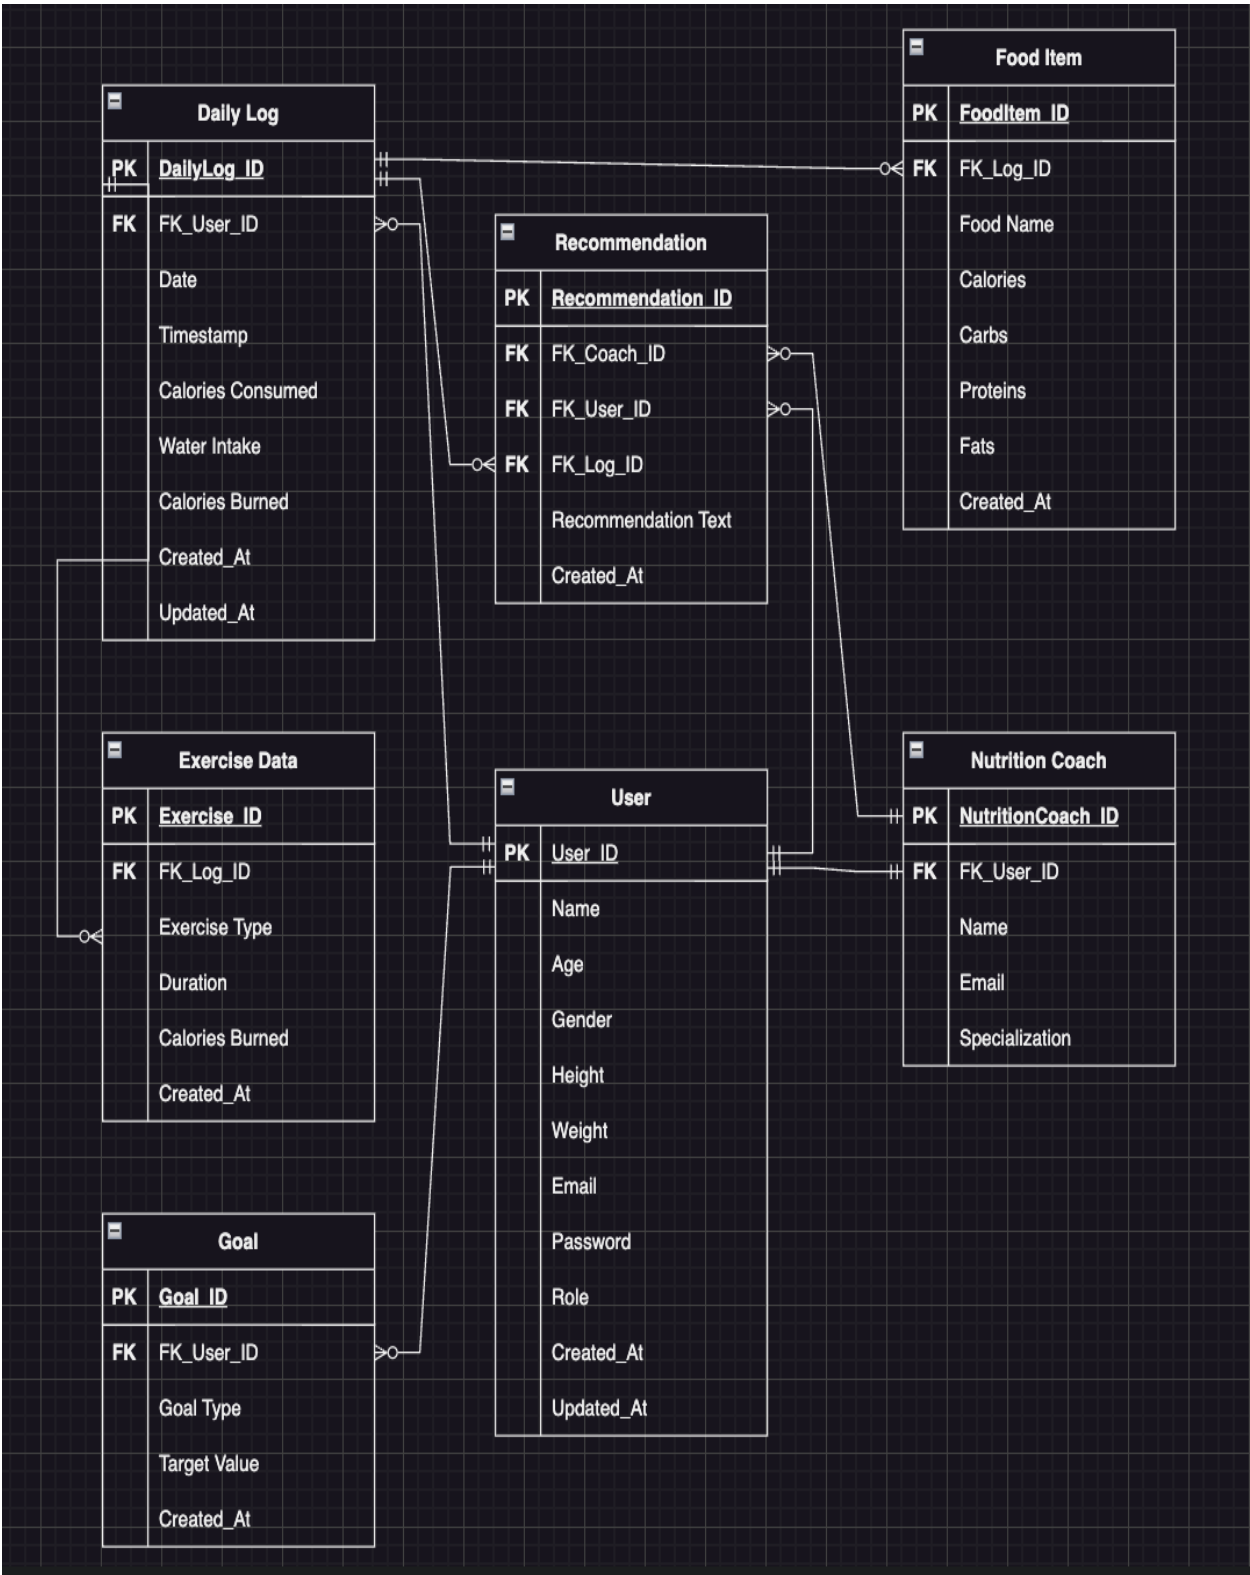 Daily Log
PK DailyLog_ID
FK FK_User_ID
Date
Timestamp
Calories Consumed
Water Intake
Calories Burned
Created_At
Updated_At
Food Item
PK FoodItem_ID
FK FK_Log_ID
Food Name
Calories
Carbs
Proteins
Fats
Created_At
Recommendation
PK Recommendation_ID
FK FK_Coach_ID
FK FK_User_ID
FK FK_Log_ID
Recommendation Text
Created_At
Exercise Data
PK Exercise_ID
FK FK_Log_ID
Exercise Type
Duration
Calories Burned
Created_At
User
PK User_ID
Name
Age
Gender
Height
Weight
Email
Password
Role
Created_At
Updated_At
Nutrition Coach
PK NutritionCoach_ID
FK FK_User_ID
Name
Email
Specialization
Goal
PK Goal_ID
FK FK_User_ID
Goal Type
Target Value
Created_At